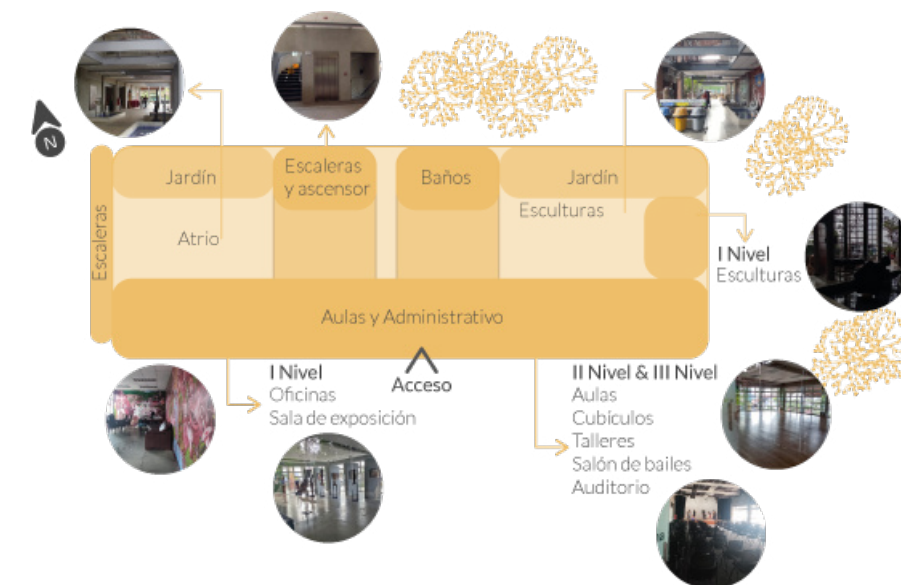 N
Jardín
Escaleras
y ascensor
Baños
Jardín
Escaleras
Atrio
Esculturas
I Nivel
Esculturas
Aulas y Administrativo
Acceso
I Nivel
Oficinas
Sala de exposición
II Nivel & III Nivel
Aulas
Cubículos
Talleres
Salón de bailes
Auditorio